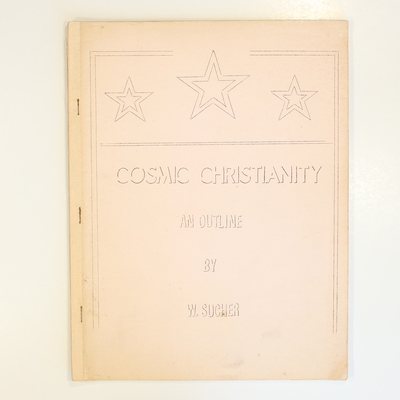 COSMIC CHRISTIANITY
AN OUTLINE
BY
W. SUCHER